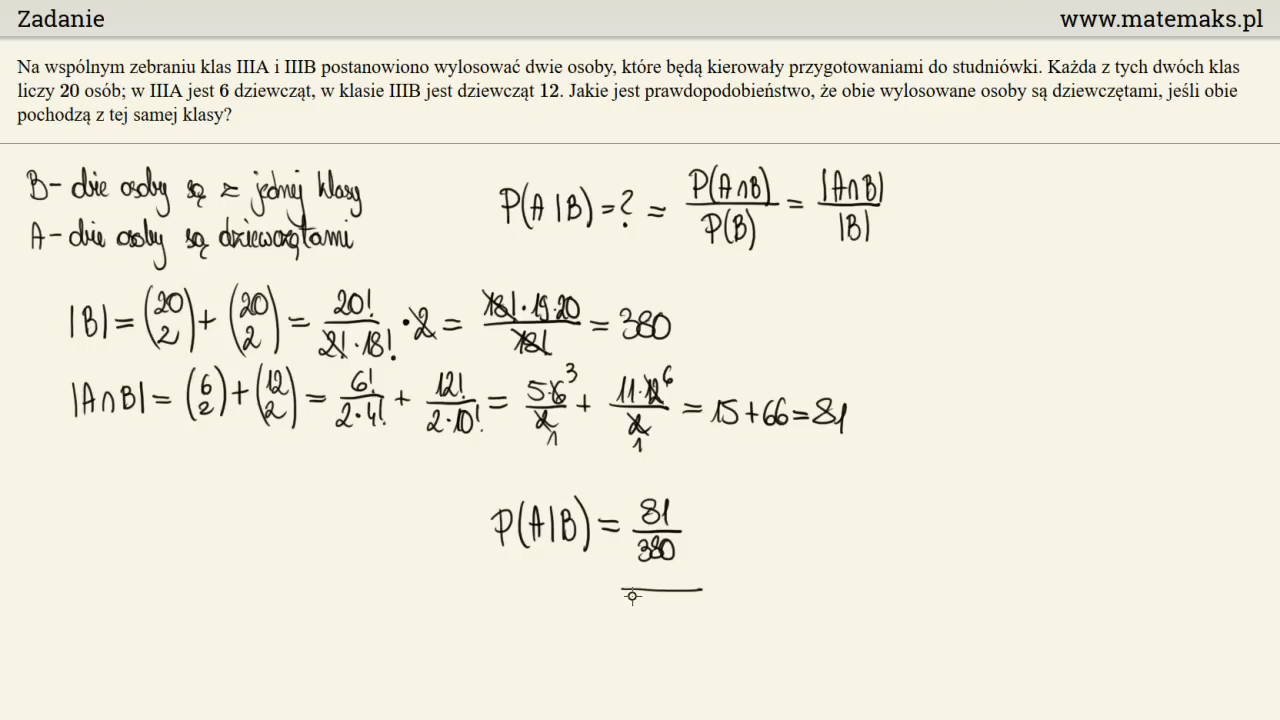 Zadanie www.matemaks.pl
Na wspólnym zebraniu klas IIIA i IIIB postanowiono wylosować dwie osoby, które będą kierowały przygotowaniami do studniówki. Każda z tych dwóch klas
liczy 20 osób; w IIIA jest 6 dziewcząt, w klasie IIIB jest dziewcząt 12. Jakie jest prawdopodobieństwo, że obie wylosowane osoby są dziewczętami, jeśli obie
pochodzą z tej samej klasy?
B- dwie osoby są z jednej klasy
A- dwie osoby są dziewczętami
P(A|B)=? = P(A∩B)/P(B) = |A∩B|/|B|
|B| = (20 2) + (20 2) = 20!/(2!·18!) · 2 = 18!·19·20/18! = 380
|A∩B| = (6 2) + (12 2) = 6!/(2·4!) + 12!/(2·10!) = 5·6 3/2 1 + 11·12 6/2 1 = 15+66=81
P(A|B) = 81/380